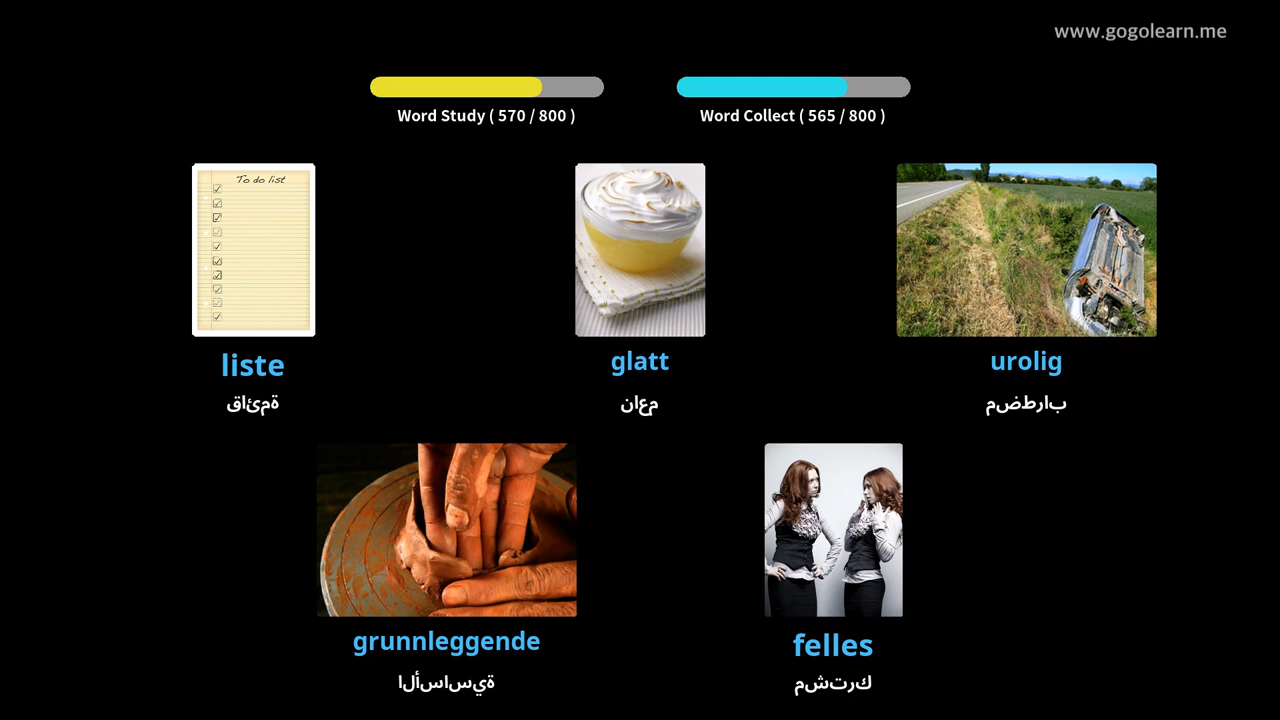 www.gogolearn.me
Word Study ( 570 / 800 )
Word Collect ( 565 / 800 )
To do list
liste
glatt
urolig
قائمة
ناعم
مضطراب
grunnleggende
felles
الأساسية
مشترك